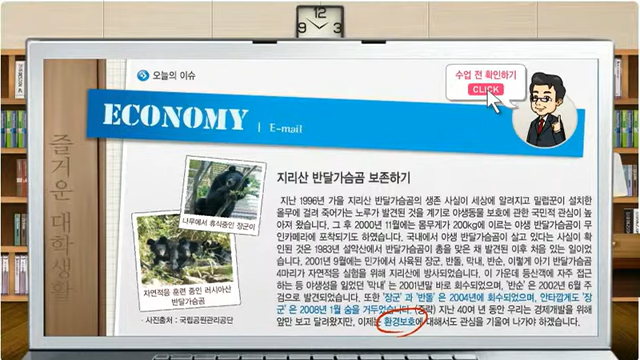 오늘의 이슈
수업 전 확인하기
CLICK
ECONOMY | E-mail
즐거운 대학생활
지리산 반달가슴곰 보존하기
지난 1996년 가을 지리산 반달가슴곰의 생존 사실이 세상에 알려지고 밀렵꾼이 설치한
올무에 걸려 죽어가는 노루가 발견된 것을 계기로 야생동물 보호에 관한 국민적 관심이 높
아져 왔습니다. 그 후 2000년 11월에는 몸무게가 200kg에 이르는 야생 반달가슴곰이 무
인카메라에 포착되기도 하였습니다. 국내에서 야생 반달가슴곰이 살고 있다는 사실이 확
인된 것은 1983년 설악산에서 반달가슴곰이 총을 맞은 채 발견된 이후 처음 있는 일이었
습니다. 2001년 9월에는 민가에서 사육된 장군, 반돌, 막내, 반순, 이렇게 아기 반달가슴곰
4마리가 자연적응 실험을 위해 지리산에 방사되었습니다. 이 가운데 등산객에 자주 접근
하는 등 야생성을 잃었던 '막내'는 2001년말 바로 회수되었으며, '반순'은 2002년 6월 주
검으로 발견되었습니다. 또한 '장군' 과 '반돌' 은 2004년에 회수되었으며, 안타깝게도 '장
군' 은 2008년 1월 숨을 거두었습니다. (중략) 지난 40여 년 동안 우리는 경제개발을 위해
앞만 보고 달려왔지만, 이제는 환경보호에 대해서도 관심을 기울여 나가야 하겠습니다.
나무에서 휴식중인 장군이
자연적응 훈련 중인 러시아산
반달가슴곰
- 사진출처 : 국립공원관리공단